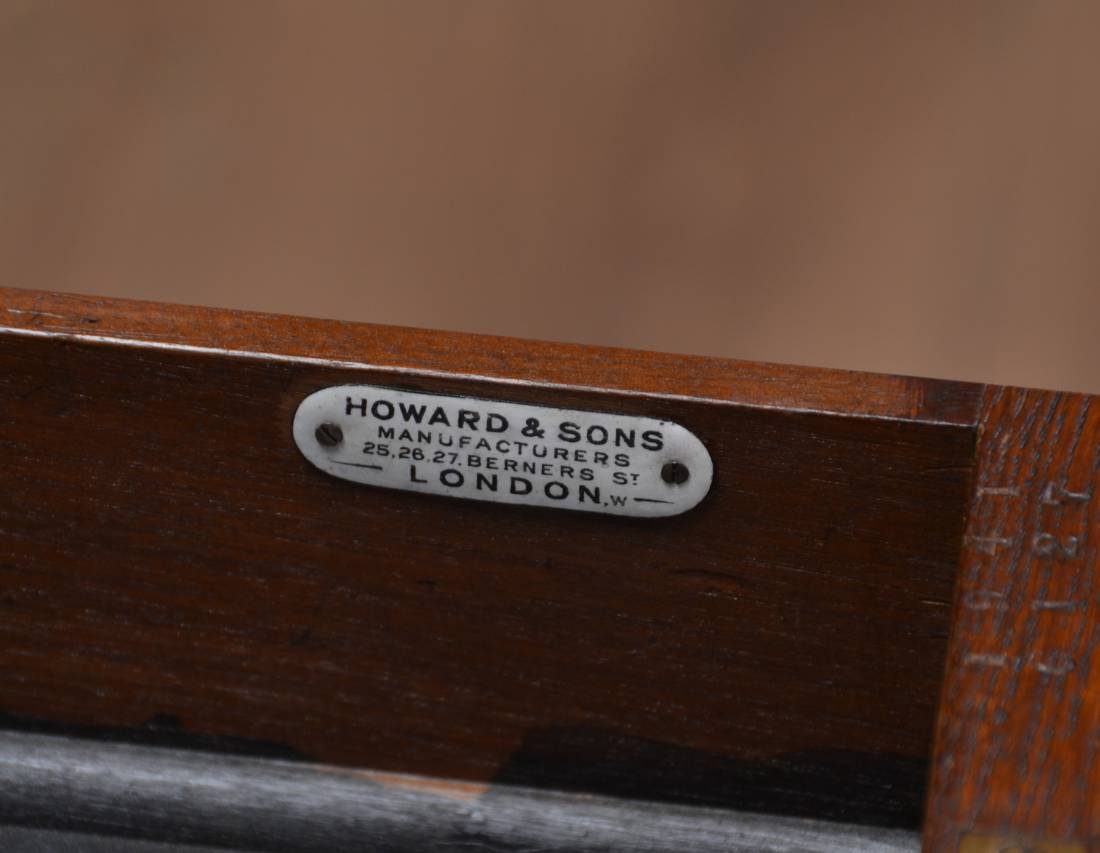 HOWARD & SONS
MANUFACTURERS
25,26.27. BERNERS ST
LONDON,W